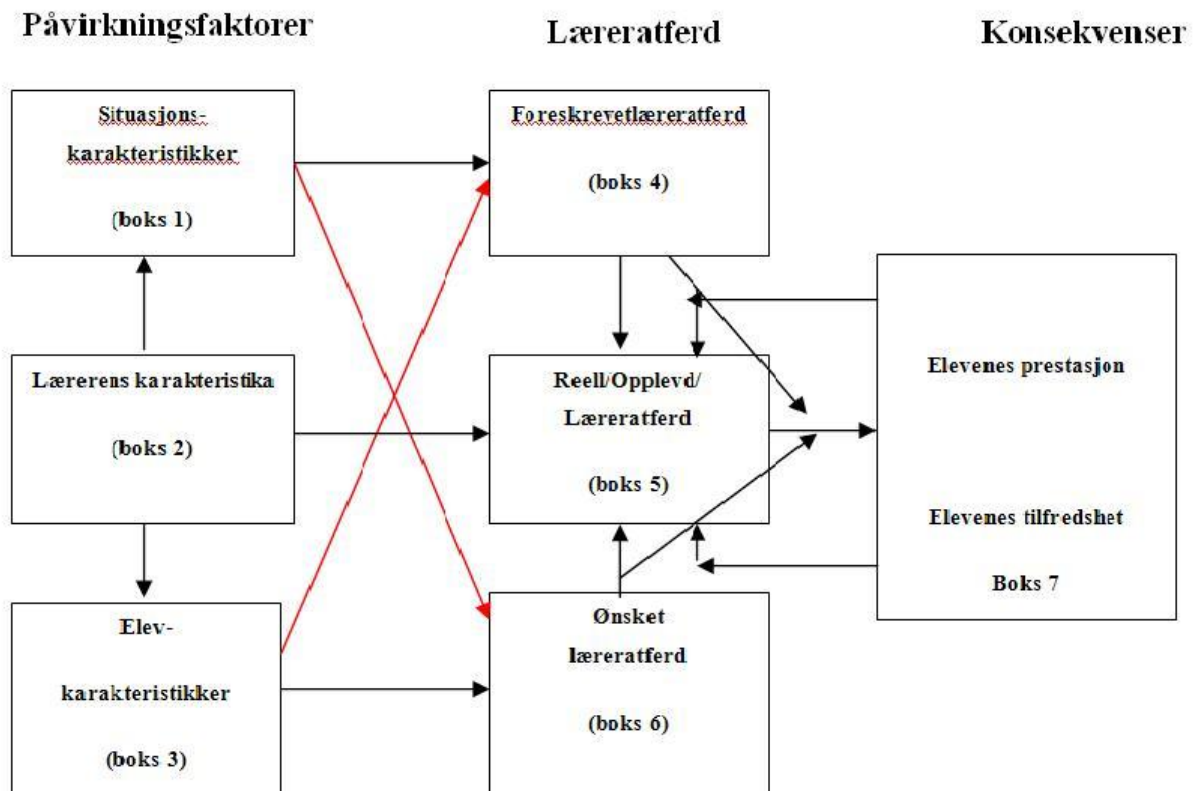 Påvirkningsfaktorer
Læreratferd
Konsekvenser
Situasjons-
karakteristikker
(boks 1)
Lærerens karakteristika
(boks 2)
Elev-
karakteristikker
(boks 3)
Foreskrevetlæreratferd
(boks 4)
Reell/Opplevd/
Læreratferd
(boks 5)
Ønsket
læreratferd
(boks 6)
Elevenes prestasjon
Elevenes tilfredshet
Boks 7